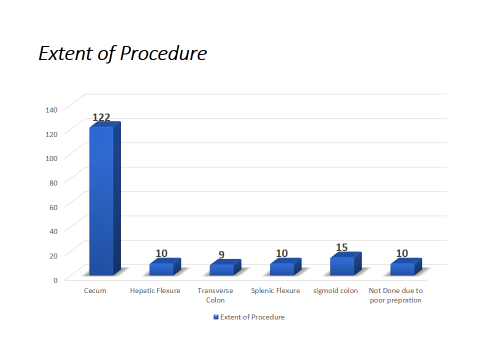 Extent of Procedure
140
120
100
80
60
40
20
0
122
10
9
10
15
10
Cecum
Hepatic Flexure
Transverse
Colon
Splenic Flexure
sigmoid colon
Not Done due to
poor prepration
Extent of Procedure